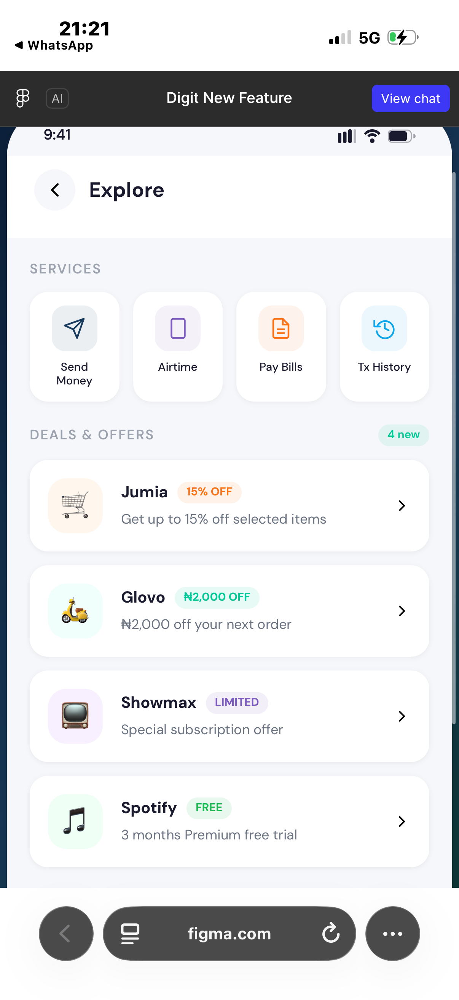 21:21
WhatsApp
5G
AI
Digit New Feature
View chat
9:41
Explore
SERVICES
Send
Money
Airtime
Pay Bills
Tx History
DEALS & OFFERS
4 new
Jumia
15% OFF
Get up to 15% off selected items
Glovo
₦2,000 OFF
₦2,000 off your next order
Showmax
LIMITED
Special subscription offer
Spotify
FREE
3 months Premium free trial
figma.com